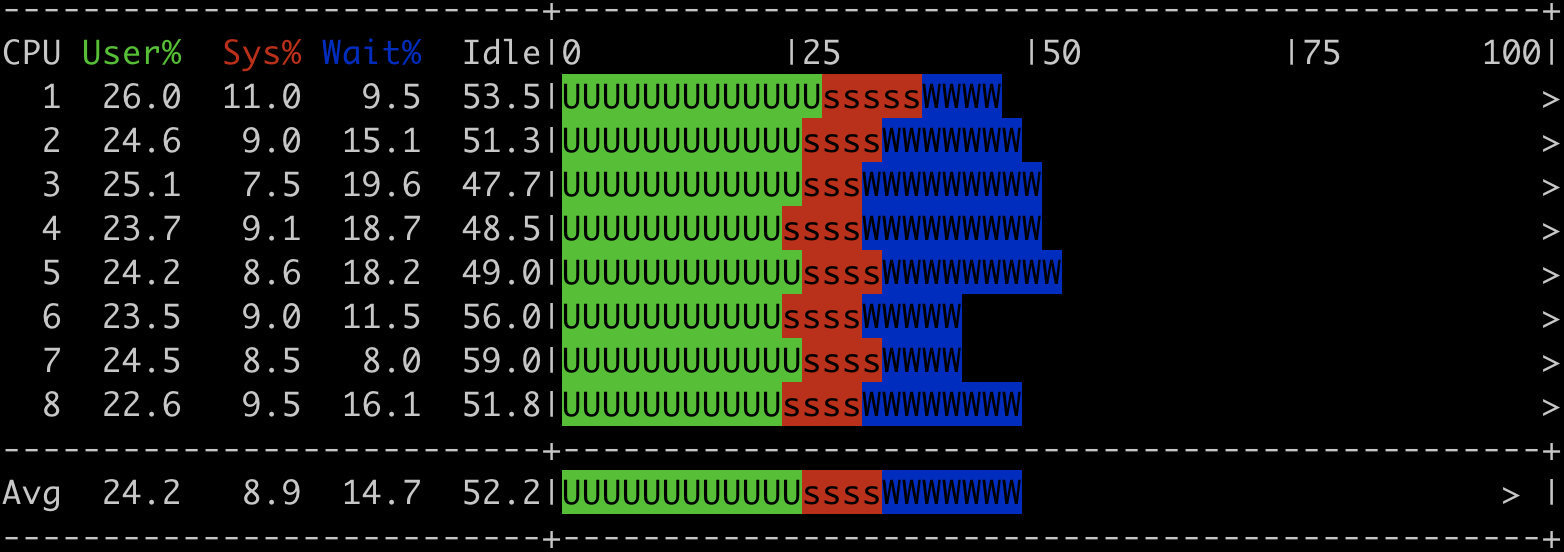 ---------------------------+-------------------------------------------------+
CPU User%  Sys% Wait%  Idle|0          |25         |50          |75       100|
  1  26.0  11.0   9.5  53.5|UUUUUUUUUUUUUsssssWWWW                           >
  2  24.6   9.0  15.1  51.3|UUUUUUUUUUUUssssWWWWWWW                          >
  3  25.1   7.5  19.6  47.7|UUUUUUUUUUUUsssWWWWWWWWW                         >
  4  23.7   9.1  18.7  48.5|UUUUUUUUUUUssssWWWWWWWWW                         >
  5  24.2   8.6  18.2  49.0|UUUUUUUUUUUUssssWWWWWWWWW                        >
  6  23.5   9.0  11.5  56.0|UUUUUUUUUUUssssWWWWW                             >
  7  24.5   8.5   8.0  59.0|UUUUUUUUUUUUssssWWWW                             >
  8  22.6   9.5  16.1  51.8|UUUUUUUUUUUssssWWWWWWWW                          >
---------------------------+-------------------------------------------------+
Avg  24.2   8.9  14.7  52.2|UUUUUUUUUUUUssssWWWWWWW                        > |
---------------------------+-------------------------------------------------+